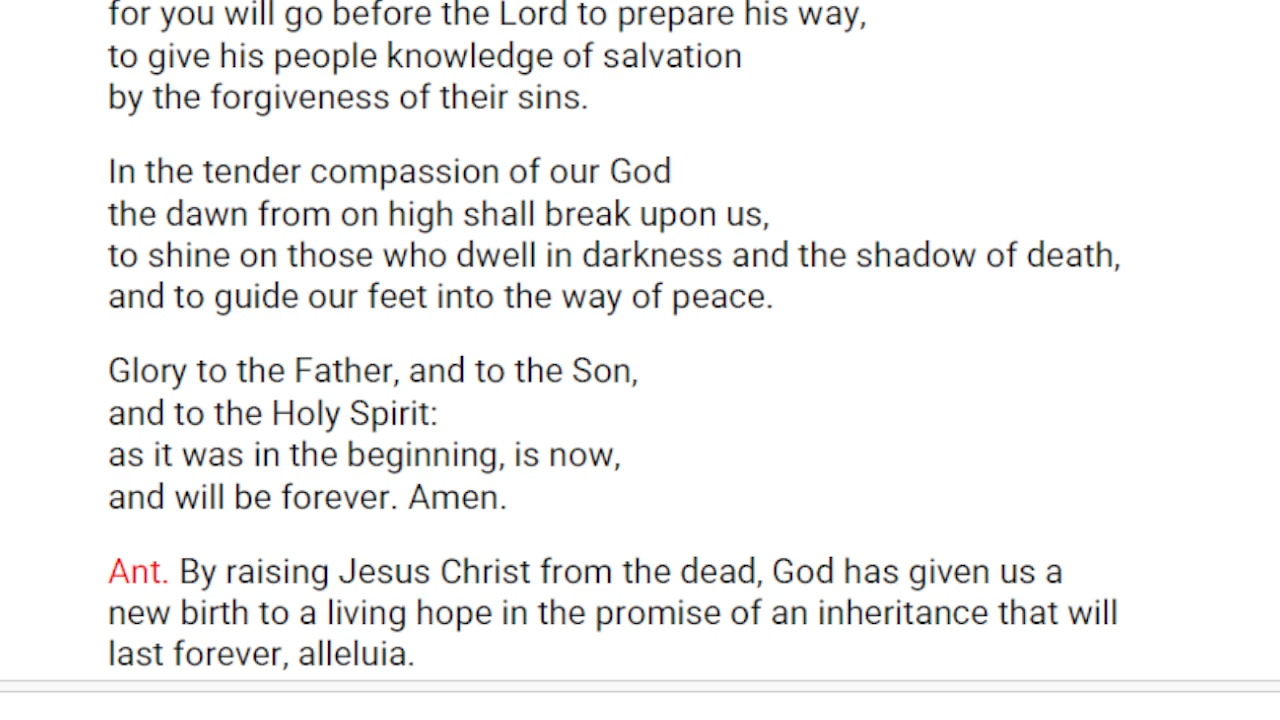 for you will go before the Lord to prepare his way,
to give his people knowledge of salvation
by the forgiveness of their sins.
In the tender compassion of our God
the dawn from on high shall break upon us,
to shine on those who dwell in darkness and the shadow of death,
and to guide our feet into the way of peace.
Glory to the Father, and to the Son,
and to the Holy Spirit:
as it was in the beginning, is now,
and will be forever. Amen.
Ant. By raising Jesus Christ from the dead, God has given us a
new birth to a living hope in the promise of an inheritance that will
last forever, alleluia.